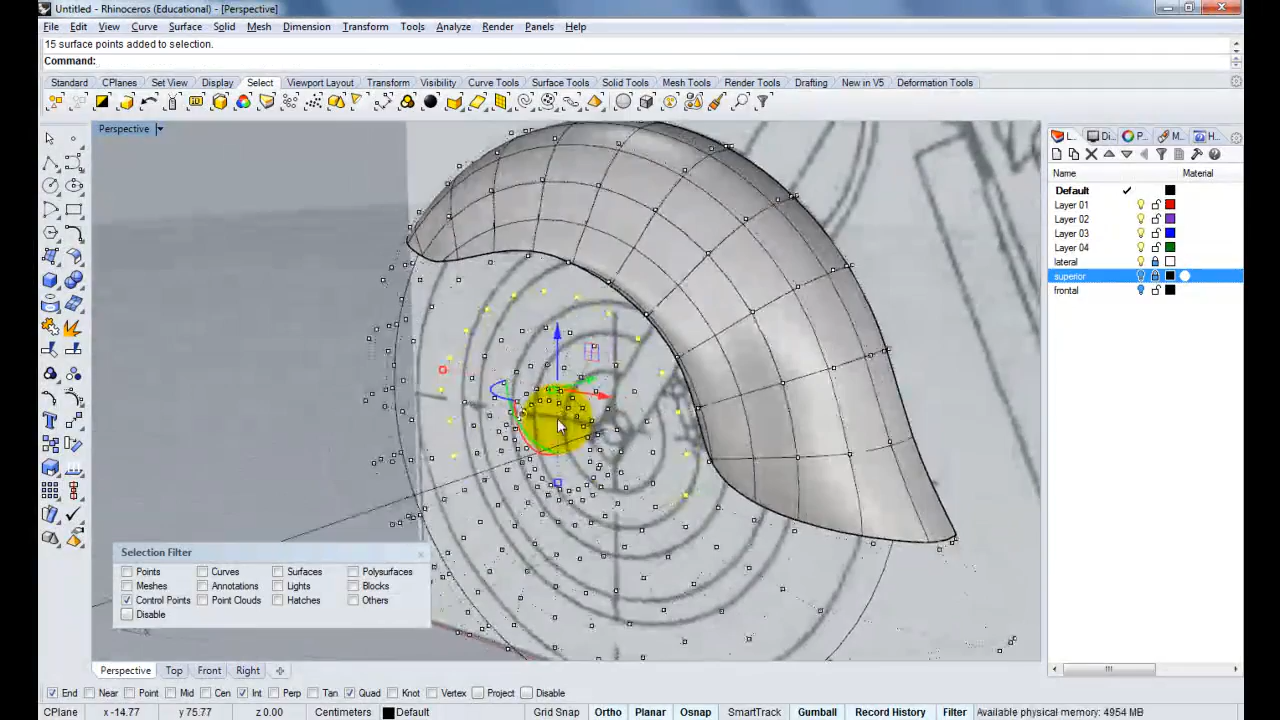 Untitled - Rhinoceros (Educational) - [Perspective]
File Edit View Curve Surface Solid Mesh Dimension Transform Tools Analyze Render Panels Help
15 surface points added to selection.
Command:
Standard CPlanes Set View Display Select Viewport Layout Transform Visibility Curve Tools Surface Tools Solid Tools Mesh Tools Render Tools Drafting New in V5 Deformation Tools
Perspective
L... Di... P... M... H...
Name Material
Default
Layer 01
Layer 02
Layer 03
Layer 04
lateral
superior
frontal
Selection Filter
Points Curves Surfaces Polysurfaces
Meshes Annotations Lights Blocks
Control Points Point Clouds Hatches Others
Disable
Perspective Top Front Right
End Near Point Mid Cen Int Perp Tan Quad Knot Vertex Project Disable
CPlane x -14.77 y 75.77 z 0.00 Centimeters Default Grid Snap Ortho Planar Osnap SmartTrack Gumball Record History Filter Available physical memory: 4954 MB